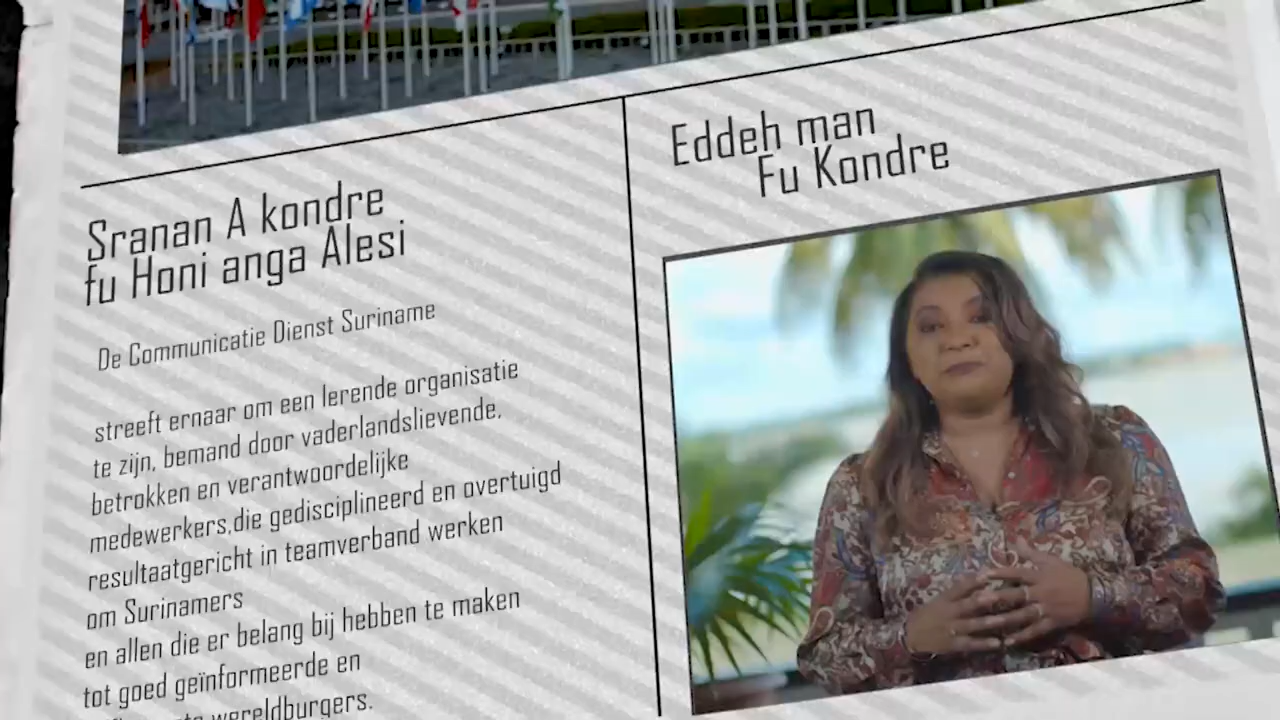 Sranan A kondre
fu Honi anga Alesi
De Communicatie Dienst Suriname
streeft ernaar om een lerende organisatie
te zijn, bemand door vaderlandslievende,
betrokken en verantwoordelijke
medewerkers,die gedisciplineerd en overtuigd
resultaatgericht in teamverband werken
om Surinamers
en allen die er belang bij hebben te maken
tot goed geïnformeerde en
wereldburgers.
Eddeh man
Fu Kondre